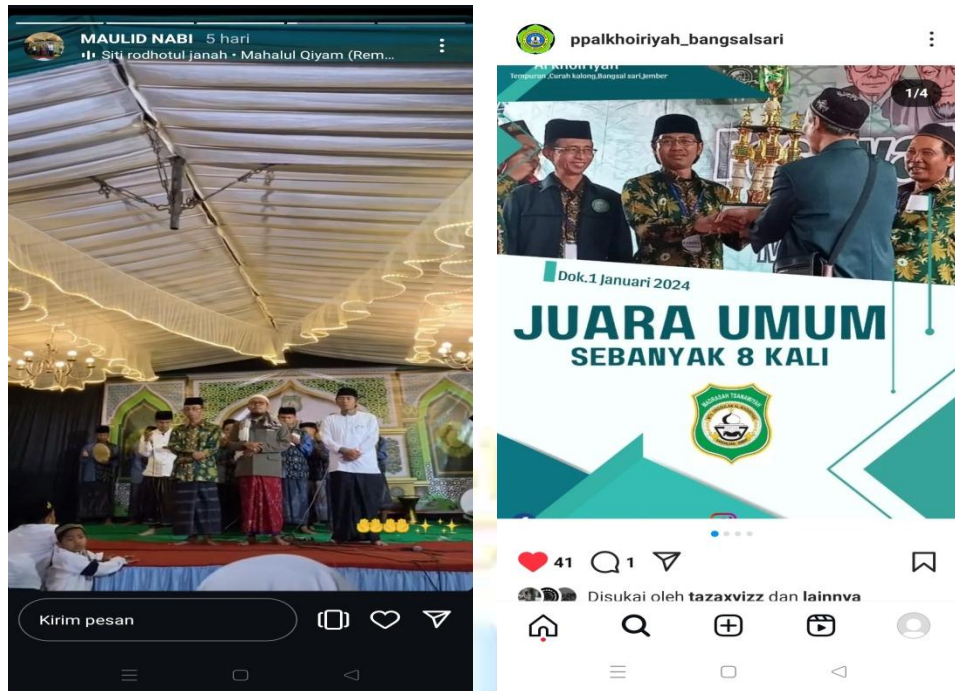 MAULID NABI 5 hari
Siti rodhotul janah • Mahalul Qiyam (Rem...
Kirim pesan
ppalkhoiriyah_bangsalsari
Al khoiriyah
Tempuran ,Curah kalong,Bangsal sari,jember
1/4
Dok.1 Januari 2024
JUARA UMUM
SEBANYAK 8 KALI
MADRASAH TSANAWIYAH
41 1
Disukai oleh tazaxvizz dan lainnya